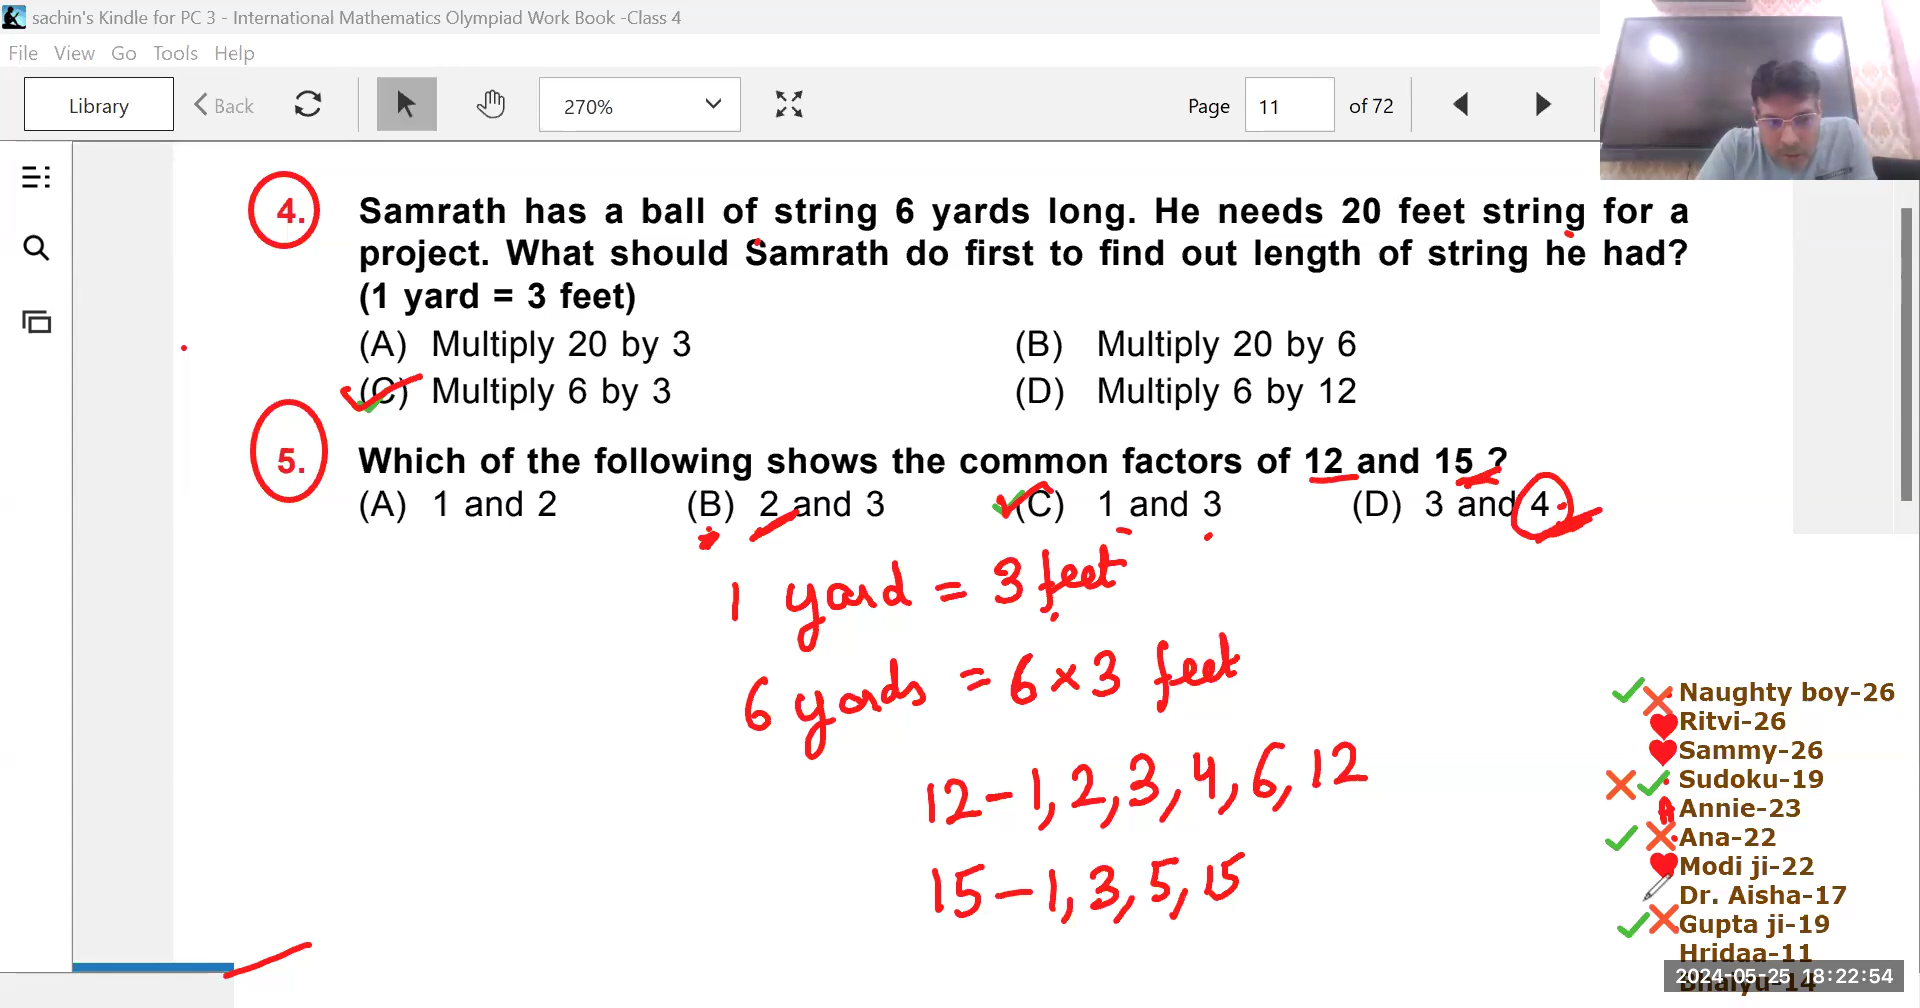 sachin's Kindle for PC 3 - International Mathematics Olympiad Work Book -Class 4
File View Go Tools Help
Library Back 270% Page 11 of 72
4. Samrath has a ball of string 6 yards long. He needs 20 feet string for a
project. What should Samrath do first to find out length of string he had?
(1 yard = 3 feet)
(A) Multiply 20 by 3 (B) Multiply 20 by 6
(C) Multiply 6 by 3 (D) Multiply 6 by 12
5. Which of the following shows the common factors of 12 and 15 ?
(A) 1 and 2 (B) 2 and 3 (C) 1 and 3 (D) 3 and 4
1 yard = 3 feet
6 yards = 6 × 3 feet
12 - 1, 2, 3, 4, 6, 12
15 - 1, 3, 5, 15
Naughty boy-26
Ritvi-26
Sammy-26
Sudoku-19
Annie-23
Ana-22
Modi ji-22
Dr. Aisha-17
Gupta ji-19
Hridaa-11
2024-05-25 18:22:54